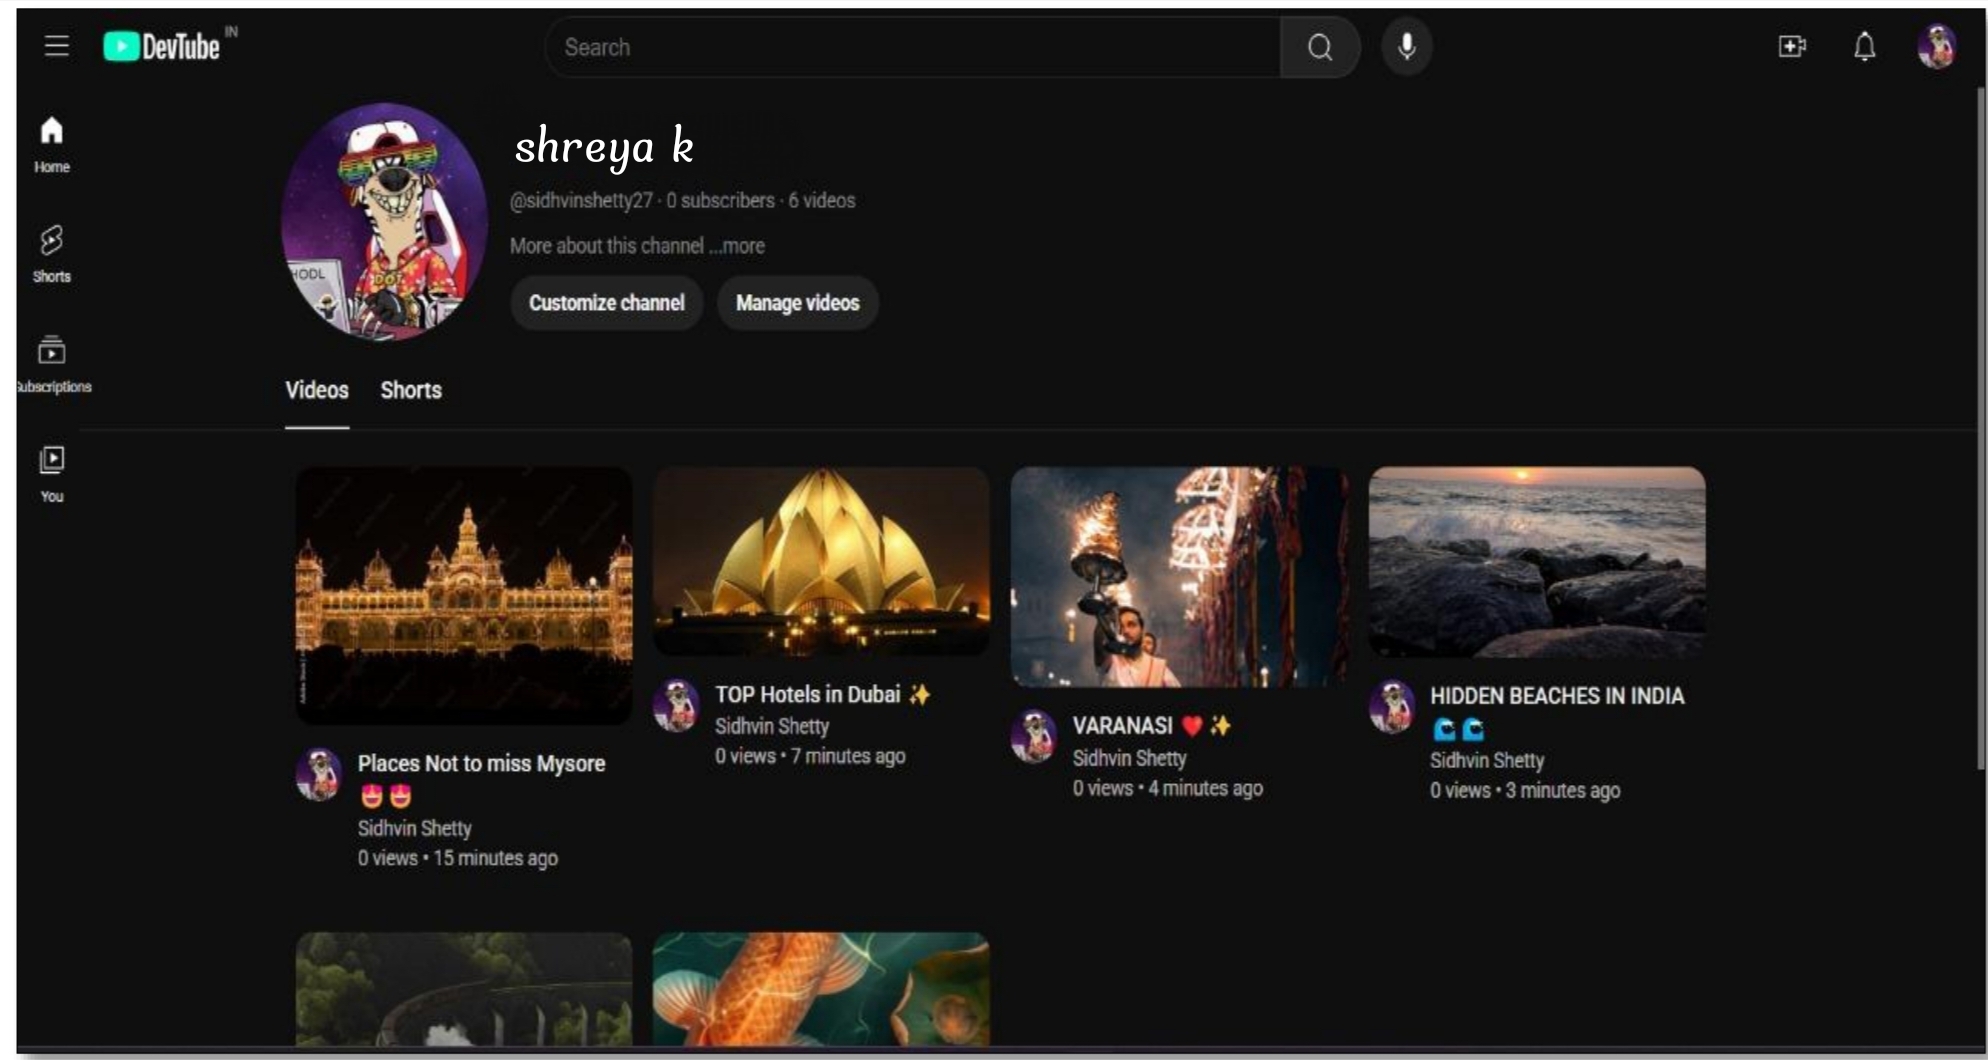 DevTube IN
Search
Home
Shorts
Subscriptions
You
shreya k
@sidhvinshetty27 · 0 subscribers · 6 videos
More about this channel ...more
Customize channel
Manage videos
HODL
DOT
Videos
Shorts
Places Not to miss Mysore
😍😍
Sidhvin Shetty
0 views • 15 minutes ago
TOP Hotels in Dubai ✨
Sidhvin Shetty
0 views • 7 minutes ago
VARANASI ❤️✨
Sidhvin Shetty
0 views • 4 minutes ago
HIDDEN BEACHES IN INDIA
🌊🌊
Sidhvin Shetty
0 views • 3 minutes ago